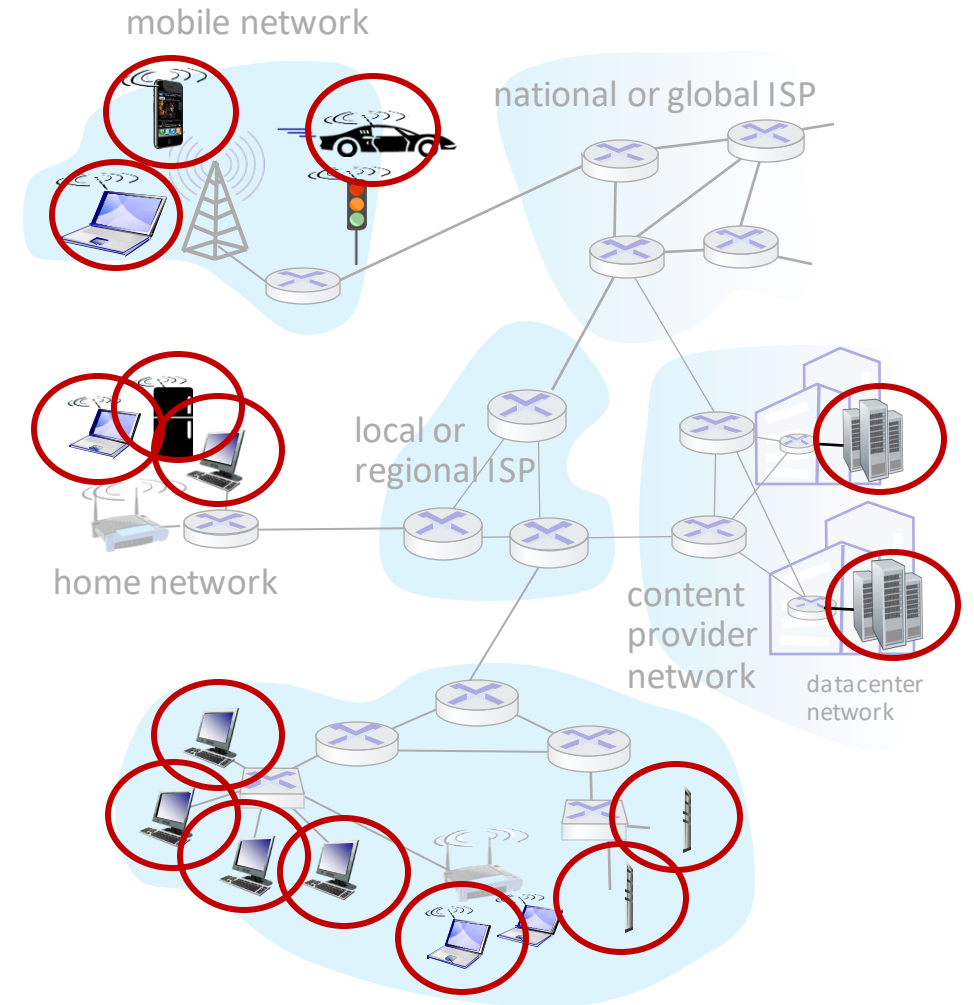 mobile network
national or global ISP
local or
regional ISP
home network
content
provider
network
datacenter
network